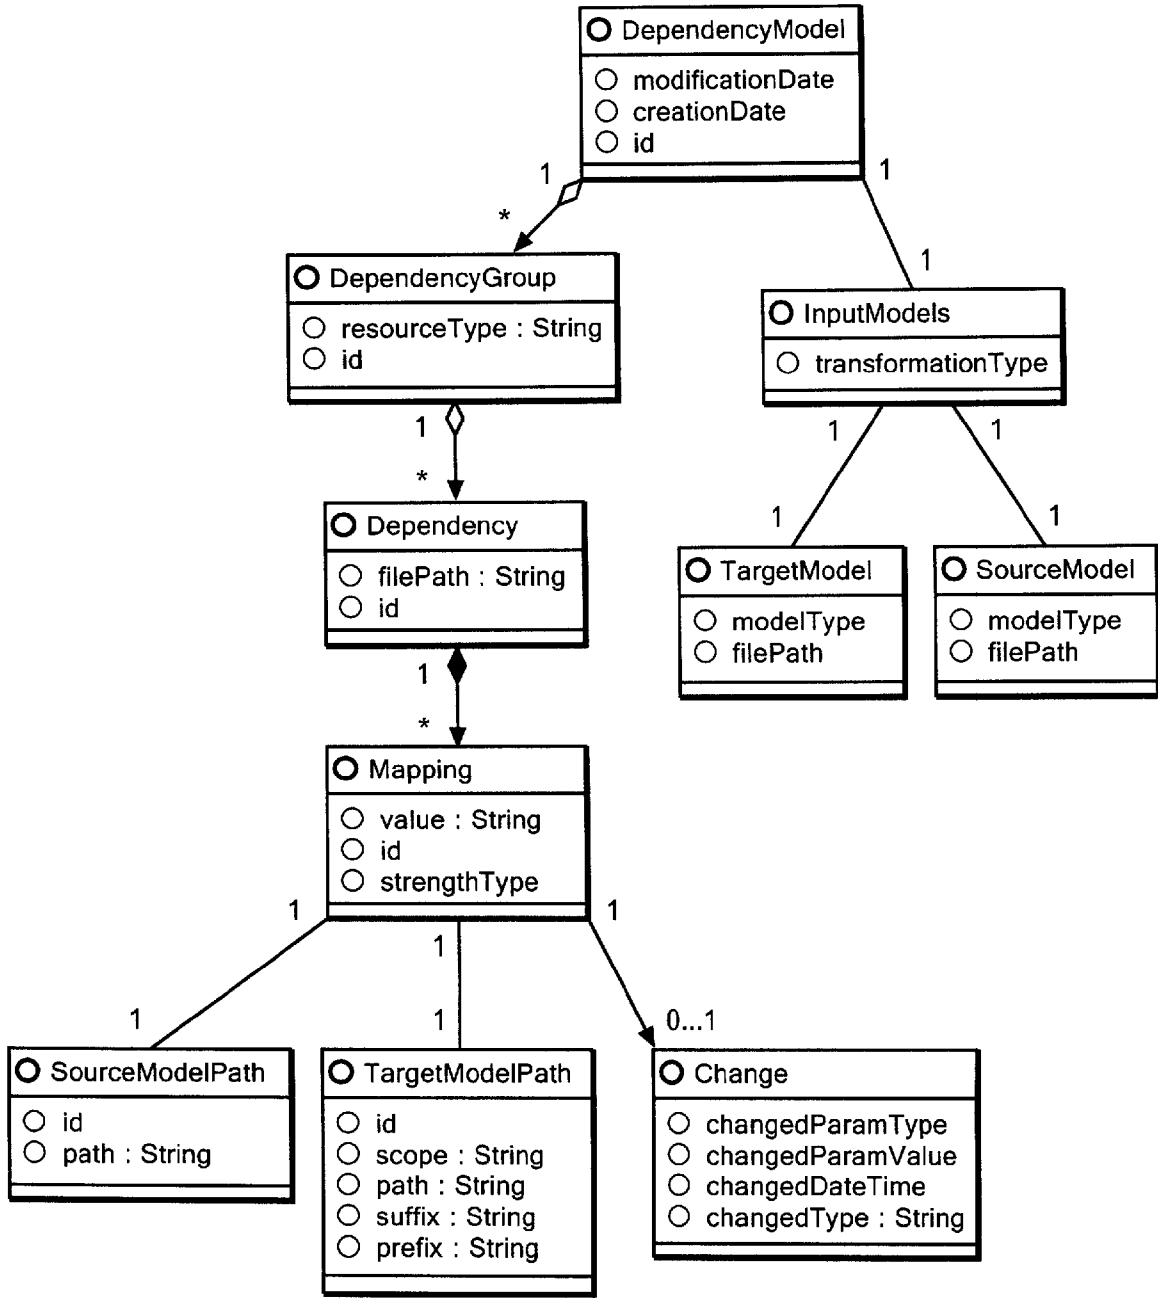 DependencyModel
modificationDate
creationDate
id
1
1
*
DependencyGroup
resourceType : String
id
1
InputModels
transformationType
1
*
1
1
1
1
Dependency
filePath : String
id
TargetModel
modelType
filePath
SourceModel
modelType
filePath
1
*
Mapping
value : String
id
strengthType
1
1
1
1
1
0...1
SourceModelPath
id
path : String
TargetModelPath
id
scope : String
path : String
suffix : String
prefix : String
Change
changedParamType
changedParamValue
changedDateTime
changedType : String